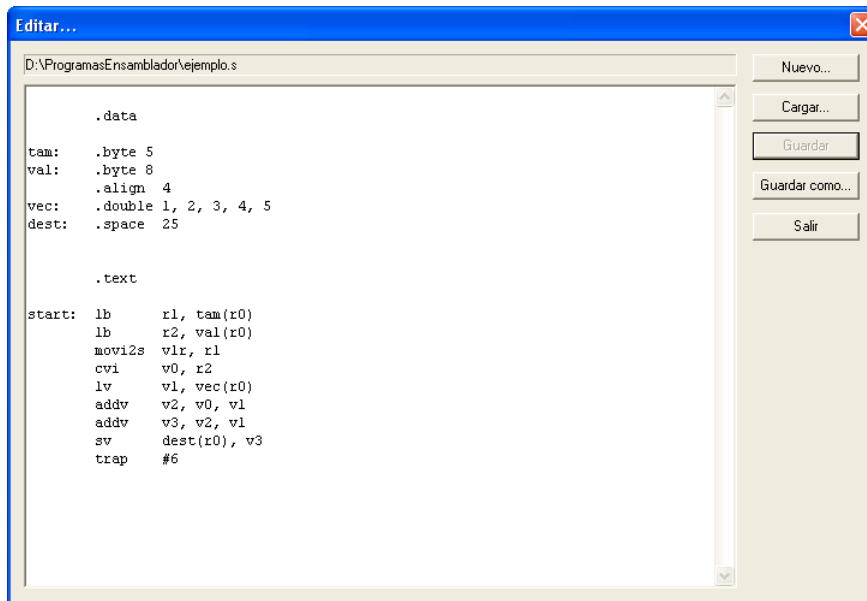 Editar...
D:\ProgramasEnsamblador\ejemplo.s
.data
tam: .byte 5
val: .byte 8
.align 4
vec: .double 1, 2, 3, 4, 5
dest: .space 25
.text
start: lb r1, tam(r0)
lb r2, val(r0)
movi2s vlr, r1
cvi v0, r2
lv v1, vec(r0)
addv v2, v0, v1
addv v3, v2, v1
sv dest(r0), v3
trap #6
Nuevo...
Cargar...
Guardar
Guardar como...
Salir